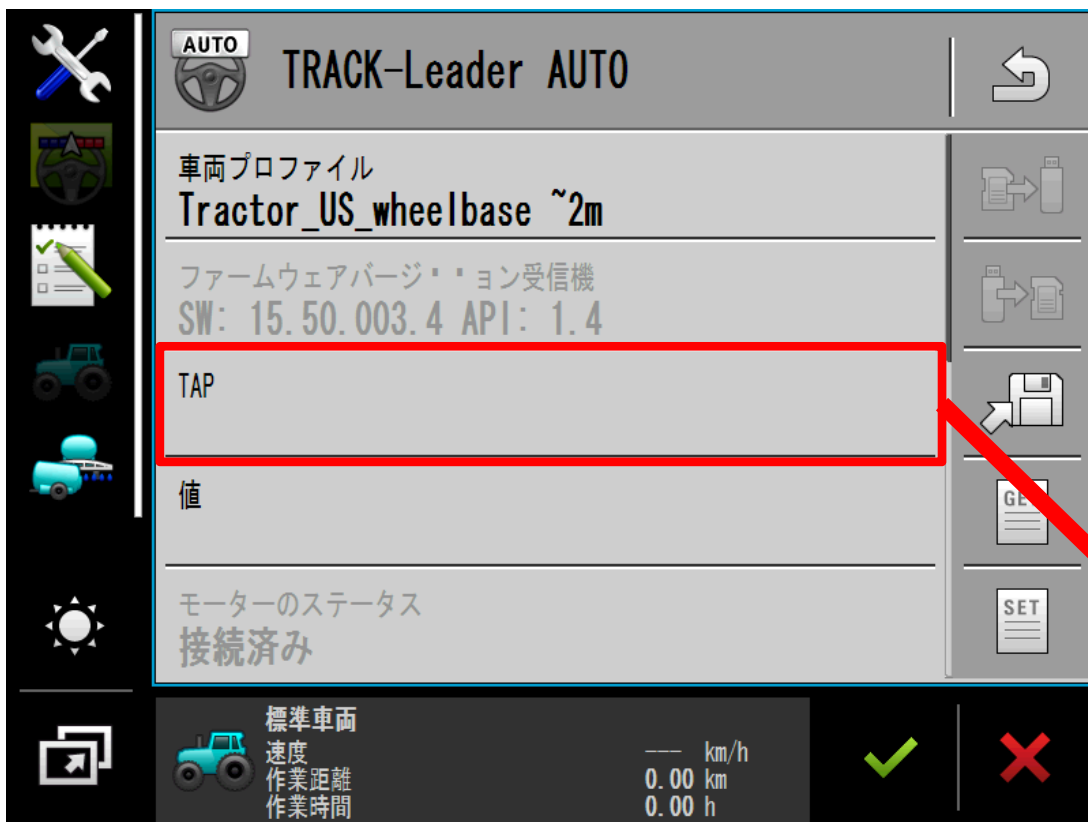 AUTO
TRACK-Leader AUTO
車両プロファイル
Tractor_US_wheelbase ~2m
ファームウェアバージ・・ョン受信機
SW: 15.50.003.4 API: 1.4
TAP
値
モーターのステータス
接続済み
SET
標準車両
速度 --- km/h
作業距離 0.00 km
作業時間 0.00 h